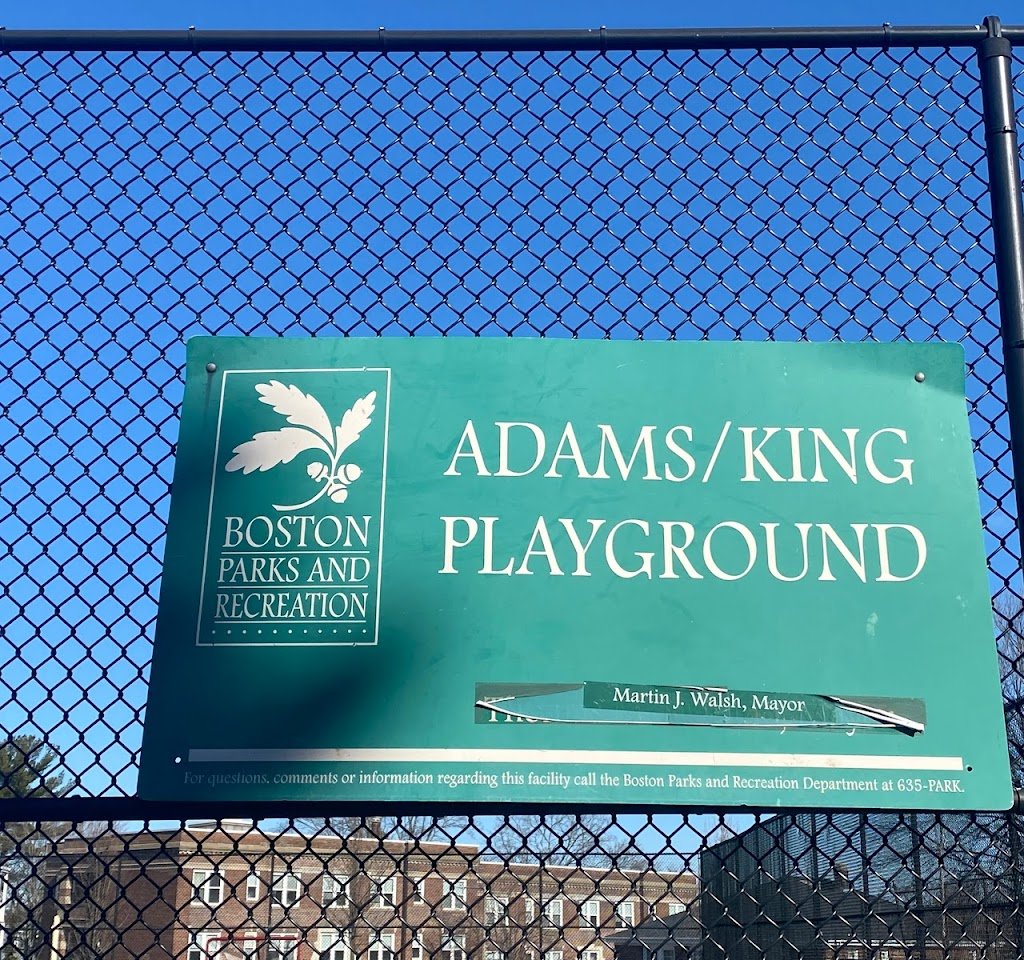 BOSTON
PARKS AND
RECREATION
ADAMS/KING
PLAYGROUND
Martin J. Walsh, Mayor
For questions, comments or information regarding this facility call the Boston Parks and Recreation Department at 635-PARK.